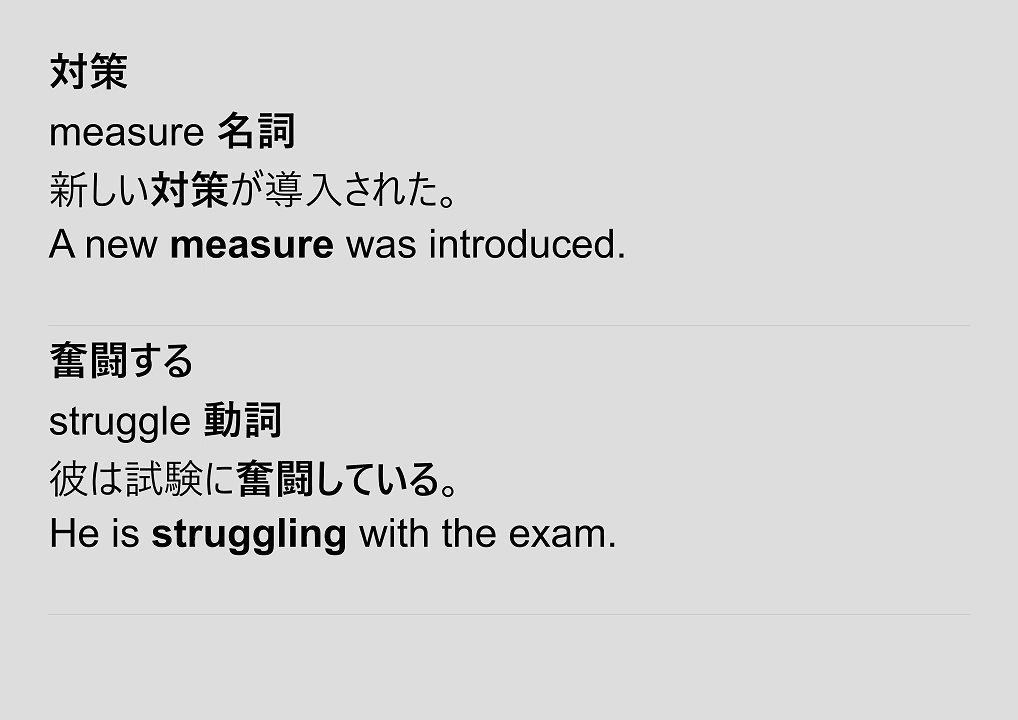 対策
measure 名詞
新しい対策が導入された。
A new measure was introduced.
奮闘する
struggle 動詞
彼は試験に奮闘している。
He is struggling with the exam.